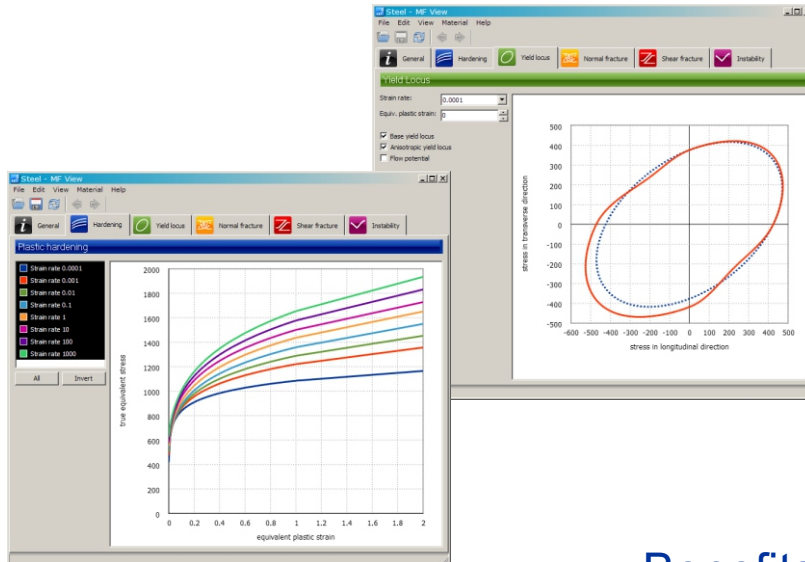 Steel - MF View
File Edit View Material Help
General Hardening Yield locus Normal fracture Shear fracture Instability
Yield Locus
Strain rate: 0.0001
Equiv. plastic strain: 0
Base yield locus
Anisotropic yield locus
Flow potential
500
400
300
200
100
0
-100
-200
-300
-400
-500
-600 -500 -400 -300 -200 -100 0 100 200 300 400 500
stress in transverse direction
stress in longitudinal direction
Steel - MF View
File Edit View Material Help
General Hardening Yield locus Normal fracture Shear fracture Instability
Plastic hardening
Strain rate 0.0001
Strain rate 0.001
Strain rate 0.01
Strain rate 0.1
Strain rate 1
Strain rate 10
Strain rate 100
Strain rate 1000
All Invert
2000
1800
1600
1400
1200
1000
800
600
400
200
0
0 0.2 0.4 0.6 0.8 1 1.2 1.4 1.6 1.8 2
true equivalent stress
equivalent plastic strain